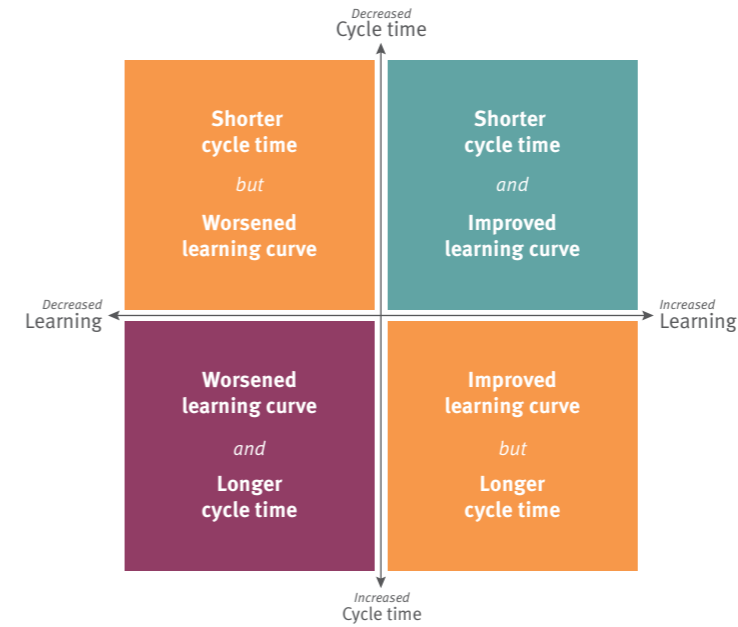 Decreased
Cycle time
Shorter
cycle time
but
Worsened
learning curve
Shorter
cycle time
and
Improved
learning curve
Decreased
Learning
Increased
Learning
Worsened
learning curve
and
Longer
cycle time
Improved
learning curve
but
Longer
cycle time
Increased
Cycle time